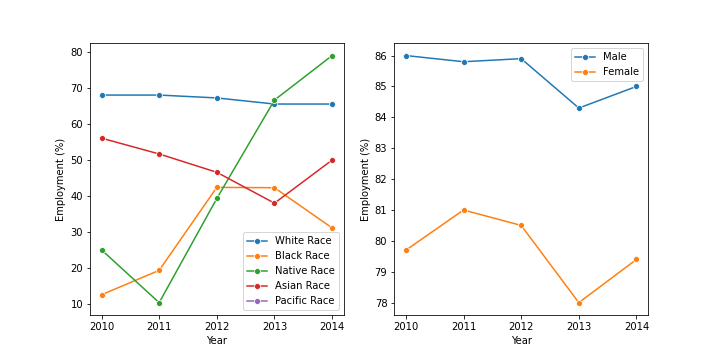 80
70
60
50
40
30
20
10
Employment (%)
2010 2011 2012 2013 2014
Year
White Race
Black Race
Native Race
Asian Race
Pacific Race
86
85
84
83
82
81
80
79
78
Employment (%)
2010 2011 2012 2013 2014
Year
Male
Female